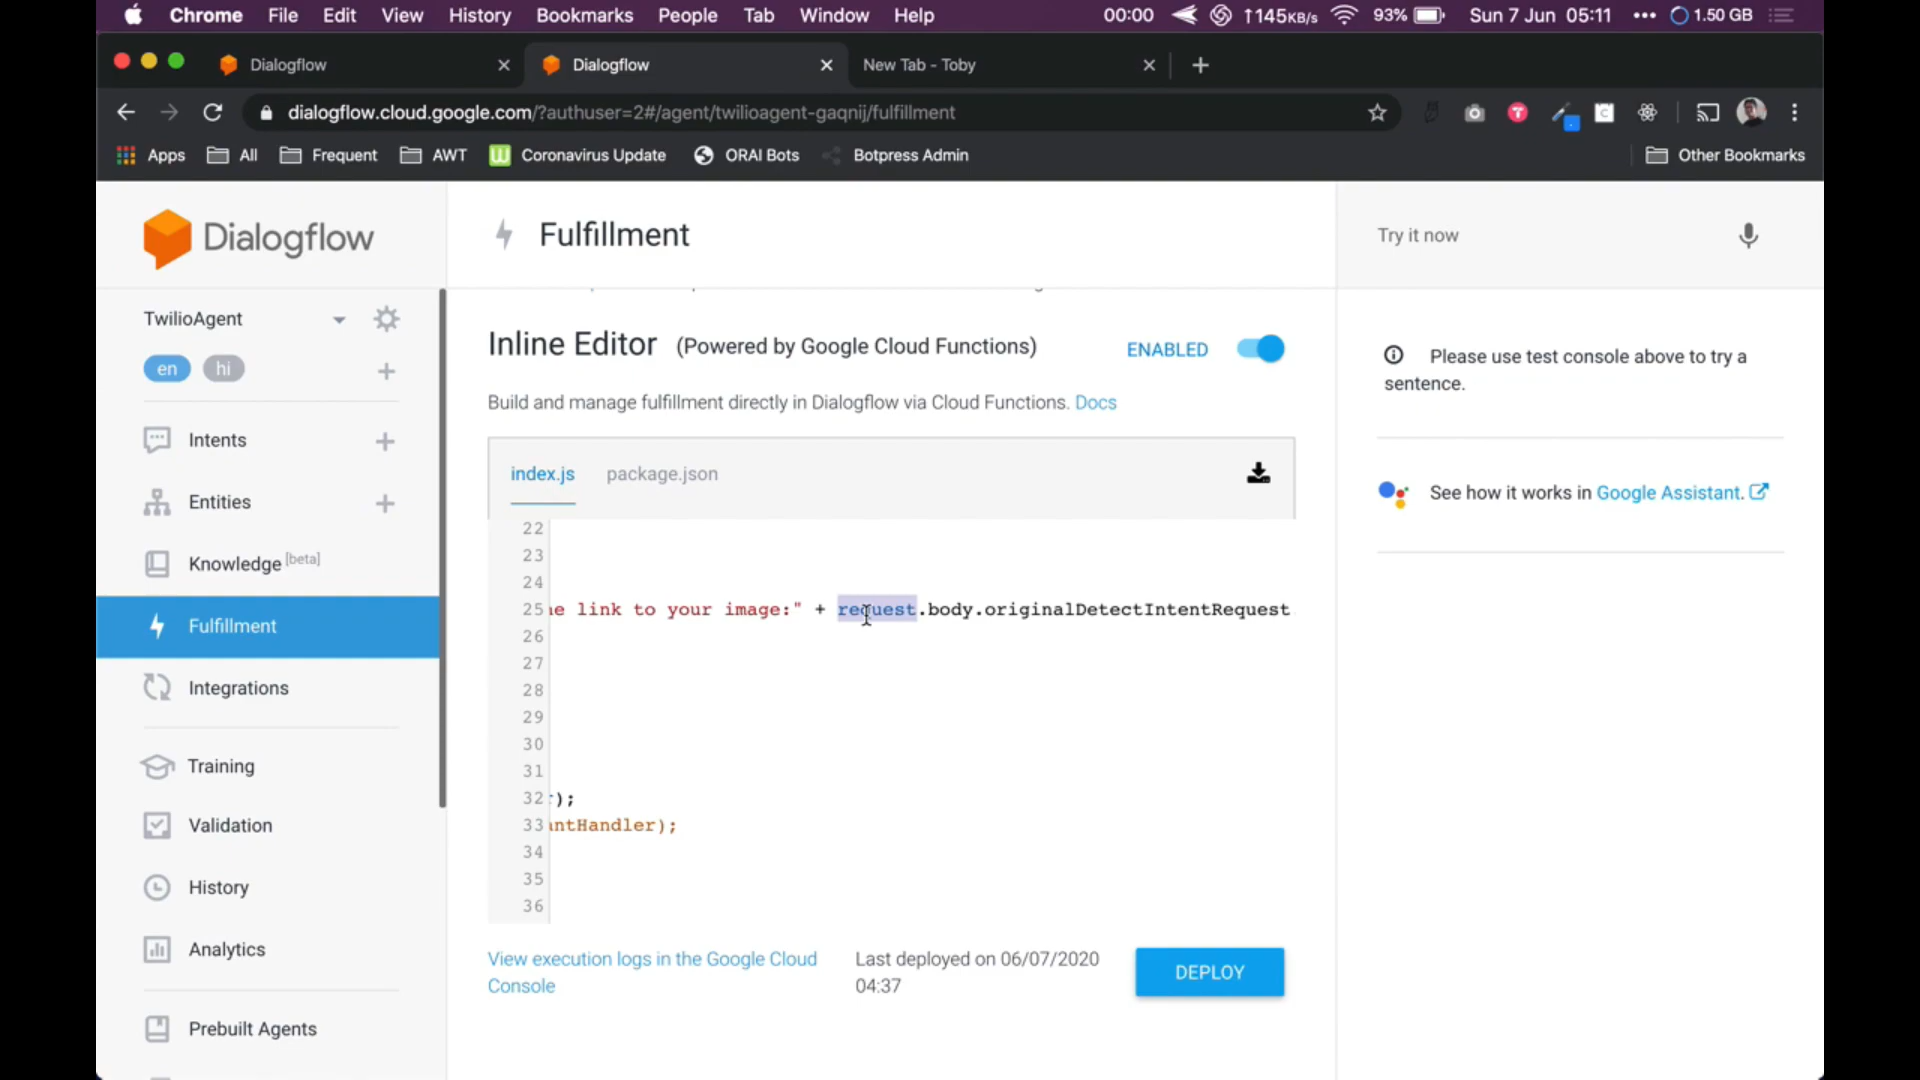 Chrome File Edit View History Bookmarks People Tab Window Help 00:00 ↑145KB/s 93% Sun 7 Jun 05:11 ••• 1.50 GB
Dialogflow Dialogflow New Tab - Toby
dialogflow.cloud.google.com/?authuser=2#/agent/twilioagent-gaqnij/fulfillment
Apps All Frequent AWT Coronavirus Update ORAI Bots Botpress Admin Other Bookmarks
Dialogflow
Fulfillment
Try it now
TwilioAgent
en hi
Intents
Entities
Knowledge [beta]
Fulfillment
Integrations
Training
Validation
History
Analytics
Prebuilt Agents
Inline Editor (Powered by Google Cloud Functions) ENABLED
Build and manage fulfillment directly in Dialogflow via Cloud Functions. Docs
index.js package.json
22
23
24
25 e link to your image:" + request.body.originalDetectIntentRequest
26
27
28
29
30
31
32 );
33 ntHandler);
34
35
36
View execution logs in the Google Cloud
Console
Last deployed on 06/07/2020
04:37
DEPLOY
Please use test console above to try a
sentence.
See how it works in Google Assistant.